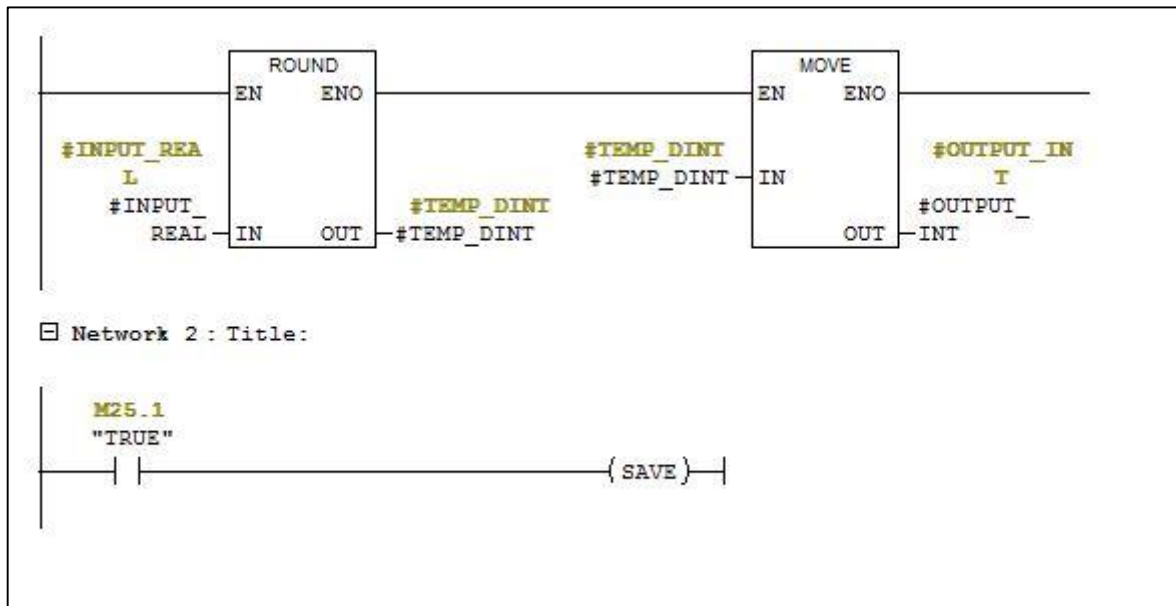 ROUND
MOVE
EN ENO
EN ENO
#INPUT_REA
L
#INPUT_
REAL
IN OUT
#TEMP_DINT
#TEMP_DINT
#TEMP_DINT
#TEMP_DINT
IN
OUT
#OUTPUT_IN
T
#OUTPUT_
INT
Network 2 : Title:
M25.1
"TRUE"
SAVE